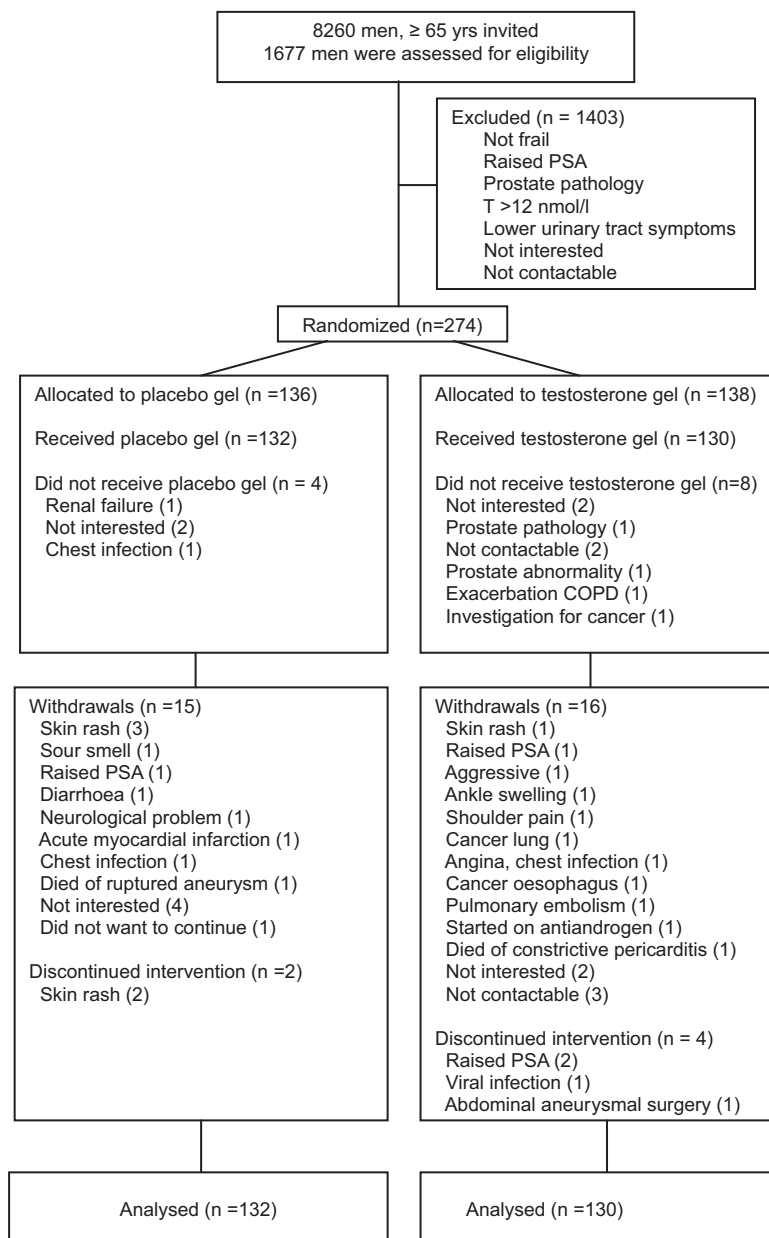 8260 men, ≥ 65 yrs invited
1677 men were assessed for eligibility
Excluded (n = 1403)
Not frail
Raised PSA
Prostate pathology
T >12 nmol/l
Lower urinary tract symptoms
Not interested
Not contactable
Randomized (n=274)
Allocated to placebo gel (n =136)
Received placebo gel (n =132)
Did not receive placebo gel (n = 4)
Renal failure (1)
Not interested (2)
Chest infection (1)
Allocated to testosterone gel (n =138)
Received testosterone gel (n =130)
Did not receive testosterone gel (n=8)
Not interested (2)
Prostate pathology (1)
Not contactable (2)
Prostate abnormality (1)
Exacerbation COPD (1)
Investigation for cancer (1)
Withdrawals (n =15)
Skin rash (3)
Sour smell (1)
Raised PSA (1)
Diarrhoea (1)
Neurological problem (1)
Acute myocardial infarction (1)
Chest infection (1)
Died of ruptured aneurysm (1)
Not interested (4)
Did not want to continue (1)
Discontinued intervention (n =2)
Skin rash (2)
Withdrawals (n =16)
Skin rash (1)
Raised PSA (1)
Aggressive (1)
Ankle swelling (1)
Shoulder pain (1)
Cancer lung (1)
Angina, chest infection (1)
Cancer oesophagus (1)
Pulmonary embolism (1)
Started on antiandrogen (1)
Died of constrictive pericarditis (1)
Not interested (2)
Not contactable (3)
Discontinued intervention (n = 4)
Raised PSA (2)
Viral infection (1)
Abdominal aneurysmal surgery (1)
Analysed (n =132)
Analysed (n =130)